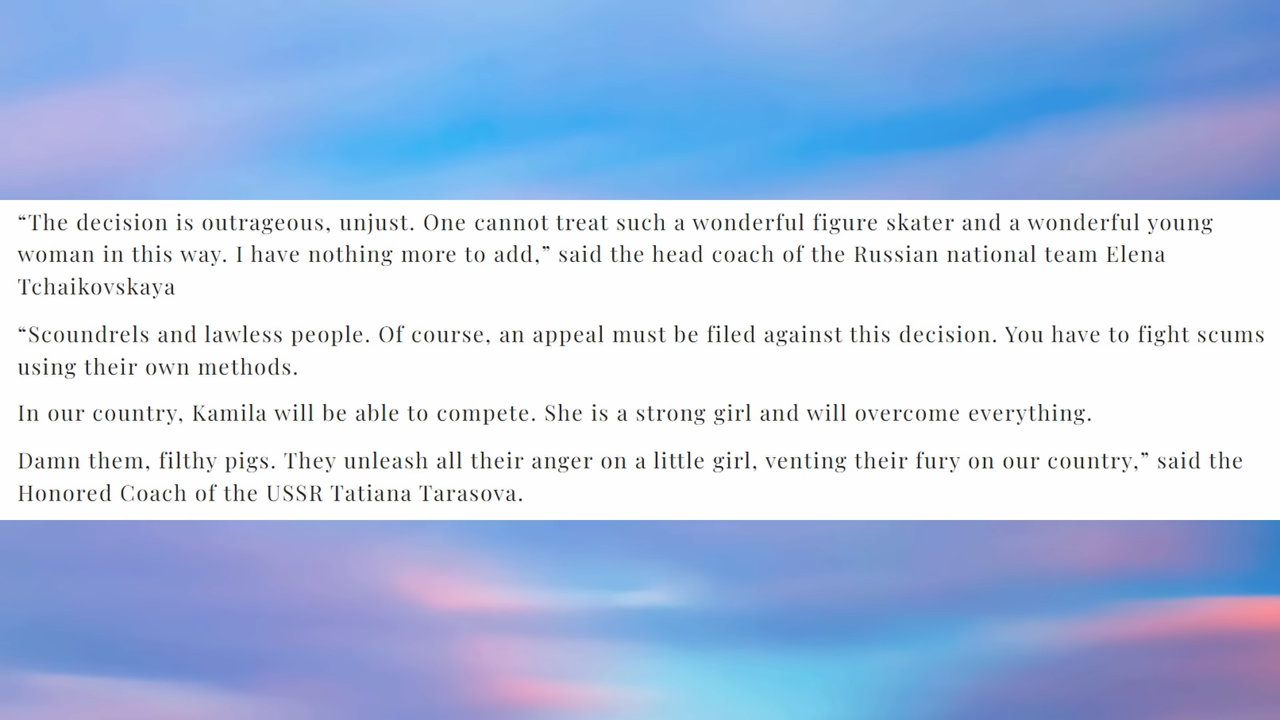 “The decision is outrageous, unjust. One cannot treat such a wonderful figure skater and a wonderful young
woman in this way. I have nothing more to add,” said the head coach of the Russian national team Elena
Tchaikovskaya
“Scoundrels and lawless people. Of course, an appeal must be filed against this decision. You have to fight scums
using their own methods.
In our country, Kamila will be able to compete. She is a strong girl and will overcome everything.
Damn them, filthy pigs. They unleash all their anger on a little girl, venting their fury on our country,” said the
Honored Coach of the USSR Tatiana Tarasova.